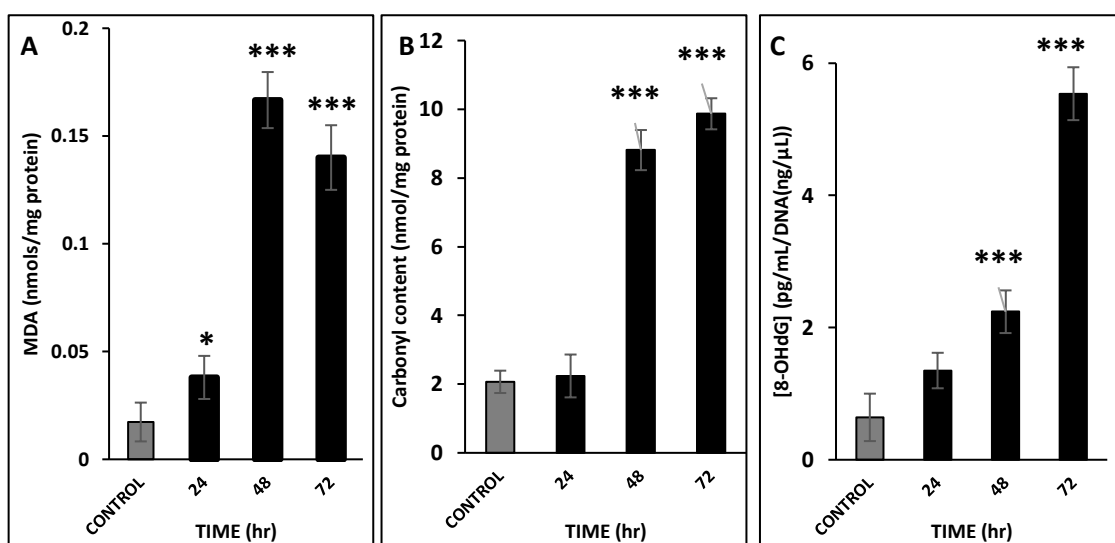 A
MDA (nmols/mg protein)
0.2
0.15
0.1
0.05
0
*
***
***
CONTROL
24
48
72
TIME (hr)
B
Carbonyl content (nmol/mg protein)
12
10
8
6
4
2
0
***
***
CONTROL
24
48
72
TIME (hr)
C
[8-OHdG] (pg/mL/DNA(ng/µL))
6
4
2
0
***
***
CONTROL
24
48
72
TIME (hr)